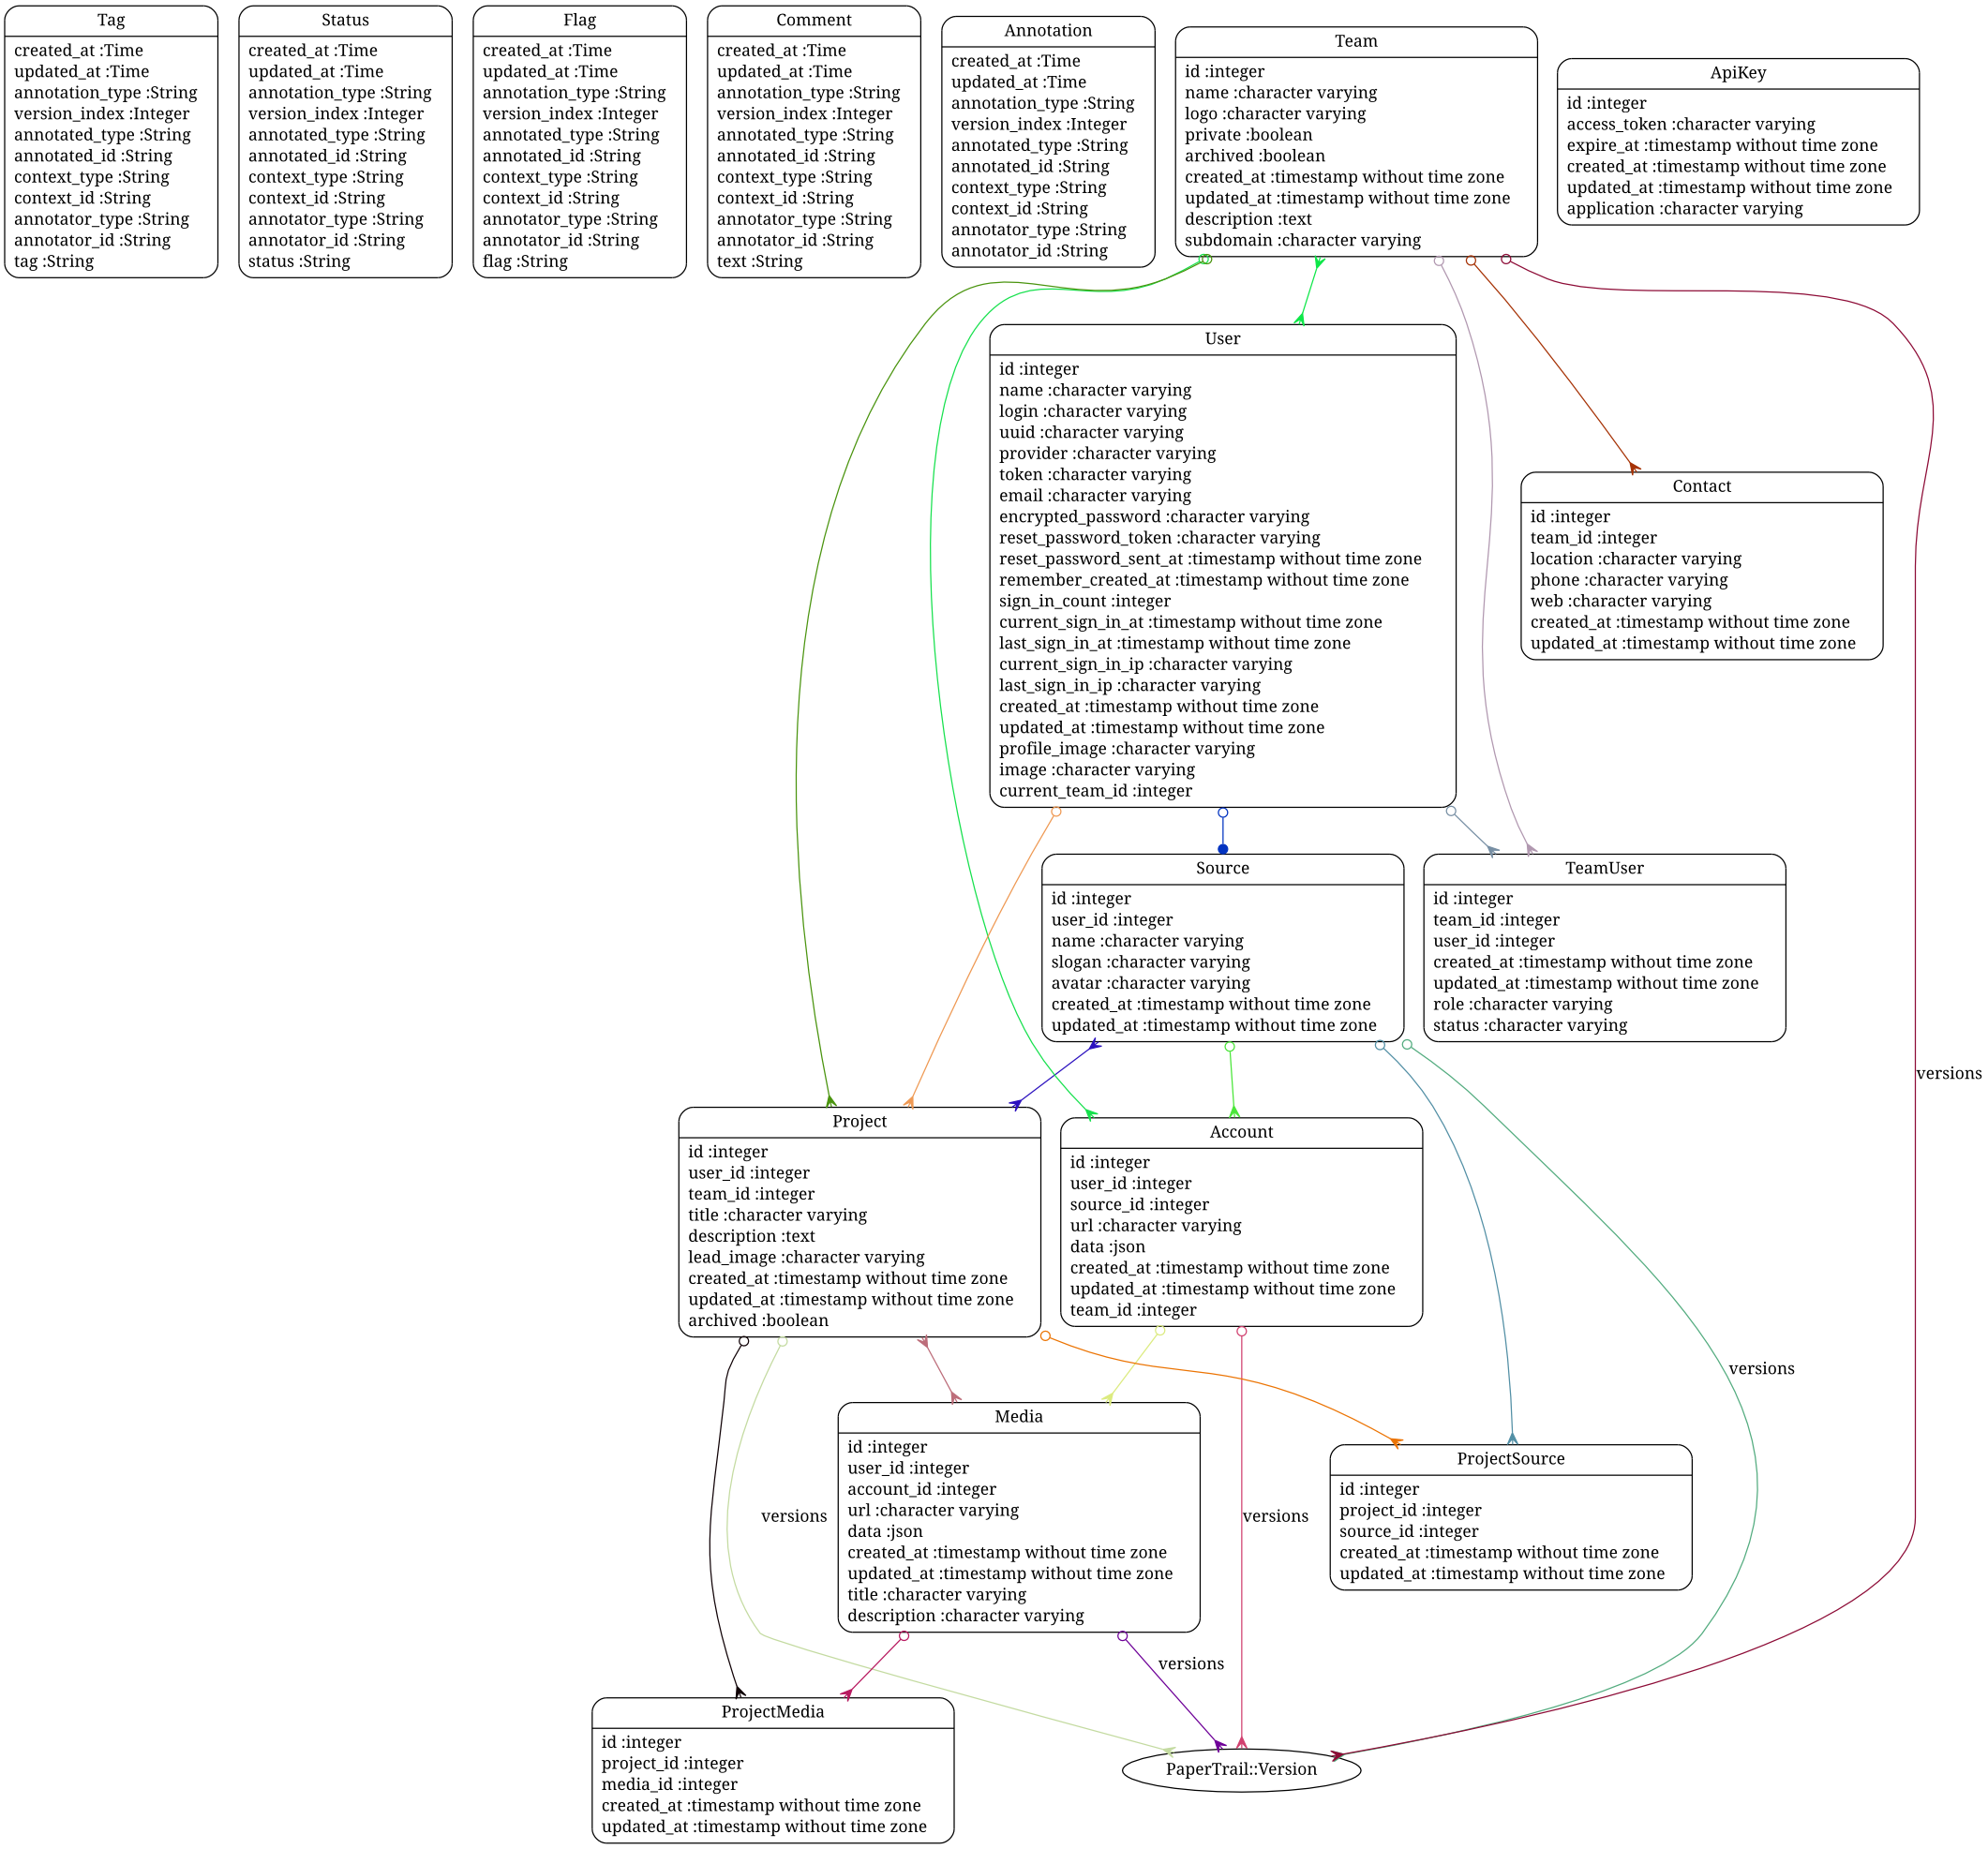 Tag
created_at :Time
updated_at :Time
annotation_type :String
version_index :Integer
annotated_type :String
annotated_id :String
context_type :String
context_id :String
annotator_type :String
annotator_id :String
tag :String
Status
created_at :Time
updated_at :Time
annotation_type :String
version_index :Integer
annotated_type :String
annotated_id :String
context_type :String
context_id :String
annotator_type :String
annotator_id :String
status :String
Flag
created_at :Time
updated_at :Time
annotation_type :String
version_index :Integer
annotated_type :String
annotated_id :String
context_type :String
context_id :String
annotator_type :String
annotator_id :String
flag :String
Comment
created_at :Time
updated_at :Time
annotation_type :String
version_index :Integer
annotated_type :String
annotated_id :String
context_type :String
context_id :String
annotator_type :String
annotator_id :String
text :String
Annotation
created_at :Time
updated_at :Time
annotation_type :String
version_index :Integer
annotated_type :String
annotated_id :String
context_type :String
context_id :String
annotator_type :String
annotator_id :String
Team
id :integer
name :character varying
logo :character varying
private :boolean
archived :boolean
created_at :timestamp without time zone
updated_at :timestamp without time zone
description :text
subdomain :character varying
ApiKey
id :integer
access_token :character varying
expire_at :timestamp without time zone
created_at :timestamp without time zone
updated_at :timestamp without time zone
application :character varying
User
id :integer
name :character varying
login :character varying
uuid :character varying
provider :character varying
token :character varying
email :character varying
encrypted_password :character varying
reset_password_token :character varying
reset_password_sent_at :timestamp without time zone
remember_created_at :timestamp without time zone
sign_in_count :integer
current_sign_in_at :timestamp without time zone
last_sign_in_at :timestamp without time zone
current_sign_in_ip :character varying
last_sign_in_ip :character varying
created_at :timestamp without time zone
updated_at :timestamp without time zone
profile_image :character varying
image :character varying
current_team_id :integer
Contact
id :integer
team_id :integer
location :character varying
phone :character varying
web :character varying
created_at :timestamp without time zone
updated_at :timestamp without time zone
Source
id :integer
user_id :integer
name :character varying
slogan :character varying
avatar :character varying
created_at :timestamp without time zone
updated_at :timestamp without time zone
TeamUser
id :integer
team_id :integer
user_id :integer
created_at :timestamp without time zone
updated_at :timestamp without time zone
role :character varying
status :character varying
versions
Project
id :integer
user_id :integer
team_id :integer
title :character varying
description :text
lead_image :character varying
created_at :timestamp without time zone
updated_at :timestamp without time zone
archived :boolean
Account
id :integer
user_id :integer
source_id :integer
url :character varying
data :json
created_at :timestamp without time zone
updated_at :timestamp without time zone
team_id :integer
versions
versions
Media
id :integer
user_id :integer
account_id :integer
url :character varying
data :json
created_at :timestamp without time zone
updated_at :timestamp without time zone
title :character varying
description :character varying
versions
ProjectSource
id :integer
project_id :integer
source_id :integer
created_at :timestamp without time zone
updated_at :timestamp without time zone
versions
ProjectMedia
id :integer
project_id :integer
media_id :integer
created_at :timestamp without time zone
updated_at :timestamp without time zone
PaperTrail::Version